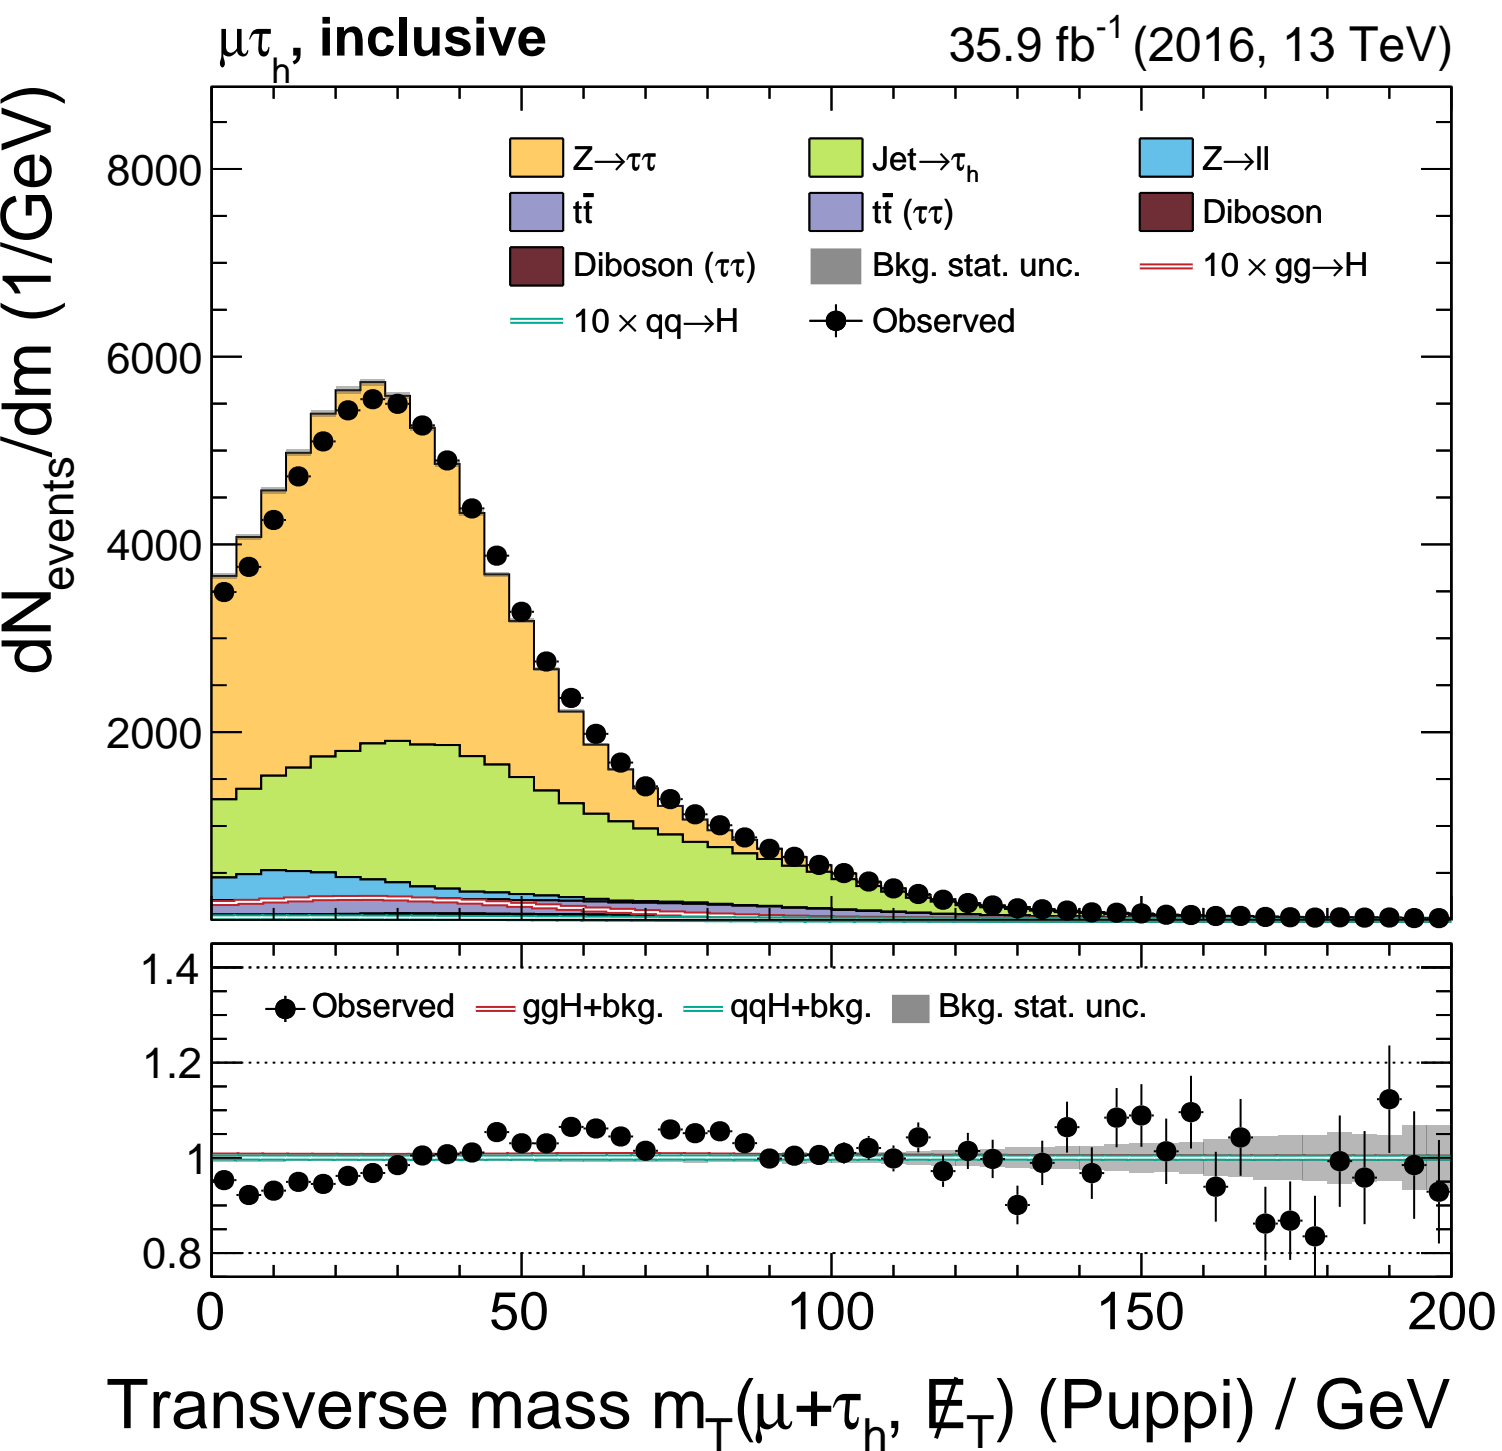 μτh, inclusive 35.9 fb-1 (2016, 13 TeV)
dNevents/dm (1/GeV)
8000
6000
4000
2000
Z→ττ Jet→τh Z→ll
tt̄ tt̄ (ττ) Diboson
Diboson (ττ) Bkg. stat. unc. 10 × gg→H
10 × qq→H Observed
1.4
1.2
1
0.8
Observed ggH+bkg. qqH+bkg. Bkg. stat. unc.
0 50 100 150 200
Transverse mass mT(μ+τh, E̸T) (Puppi) / GeV